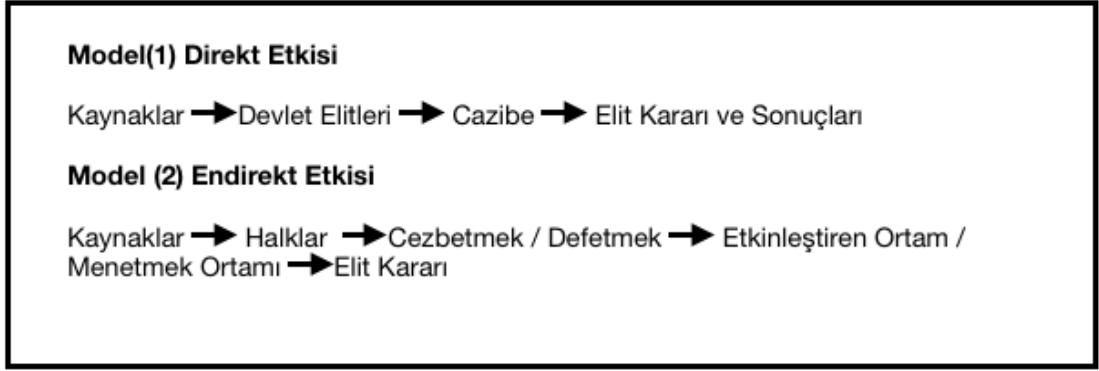 Model(1) Direkt Etkisi
Kaynaklar ➞Devlet Elitleri ➞ Cazibe ➞ Elit Kararı ve Sonuçları
Model (2) Endirekt Etkisi
Kaynaklar ➞ Halklar ➞Cezbetmek / Defetmek ➞ Etkinleştiren Ortam /
Menetmek Ortamı ➞Elit Kararı